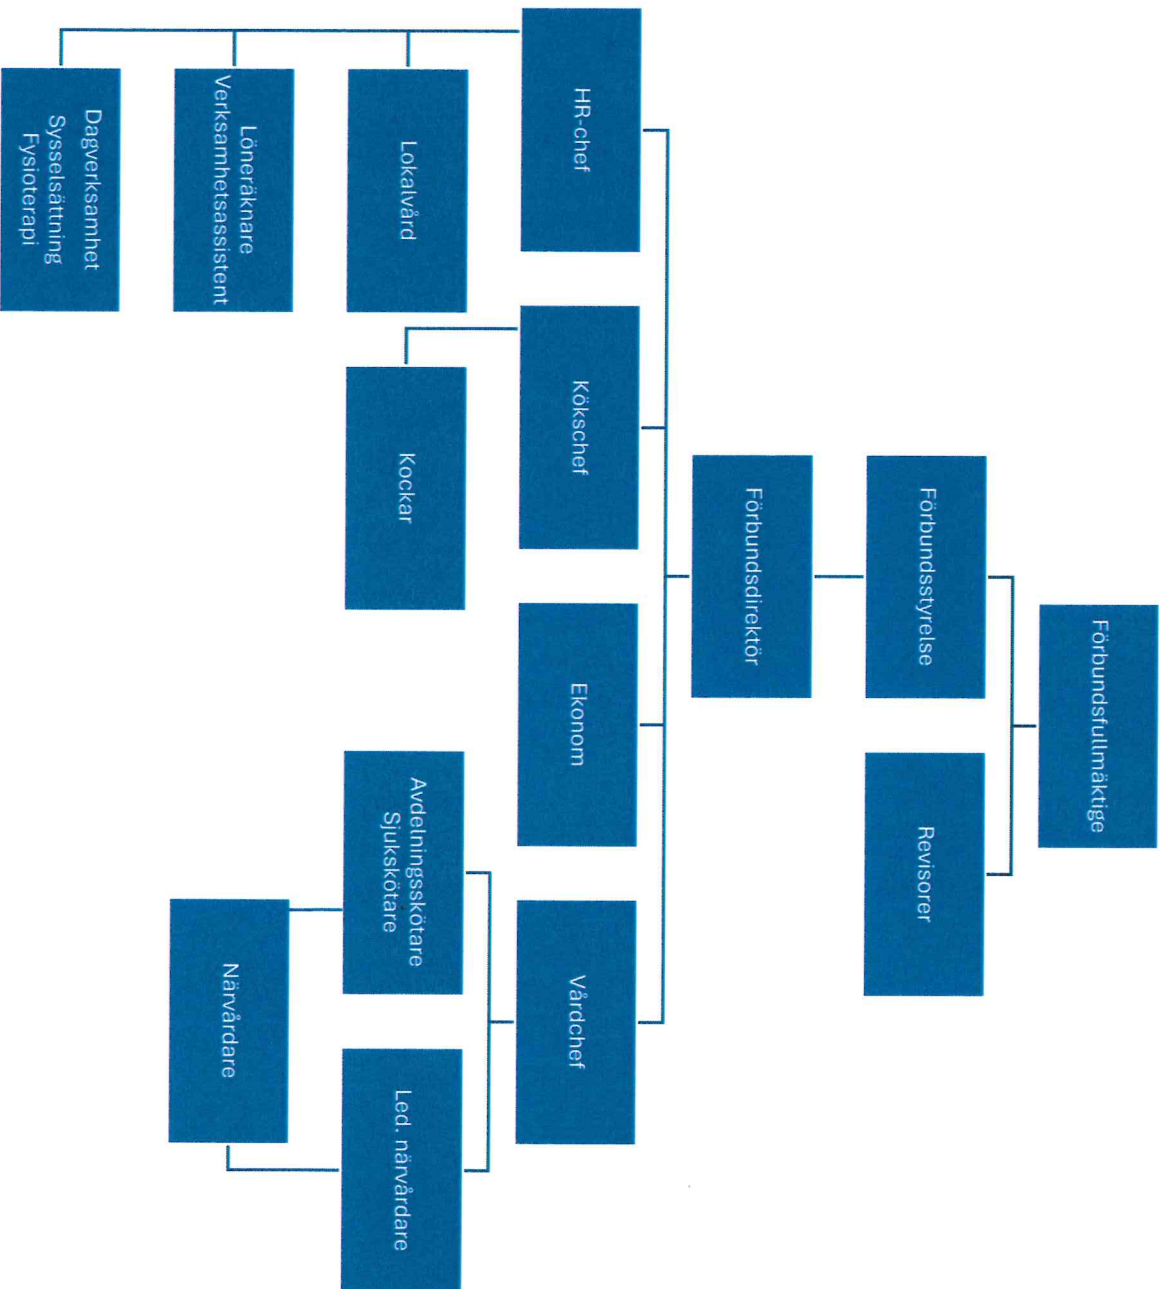 Förbundsfullmäktige
Förbundsstyrelse
Revisorer
Förbundsdirektör
HR-chef
Kökschef
Ekonom
Vårdchef
Lokalvård
Kockar
Avdelningsskötare
Sjukskötare
Led. närvårdare
Löneräknare
Verksamhetsassistent
Närvårdare
Dagverksamhet
Sysselsättning
Fysioterapi